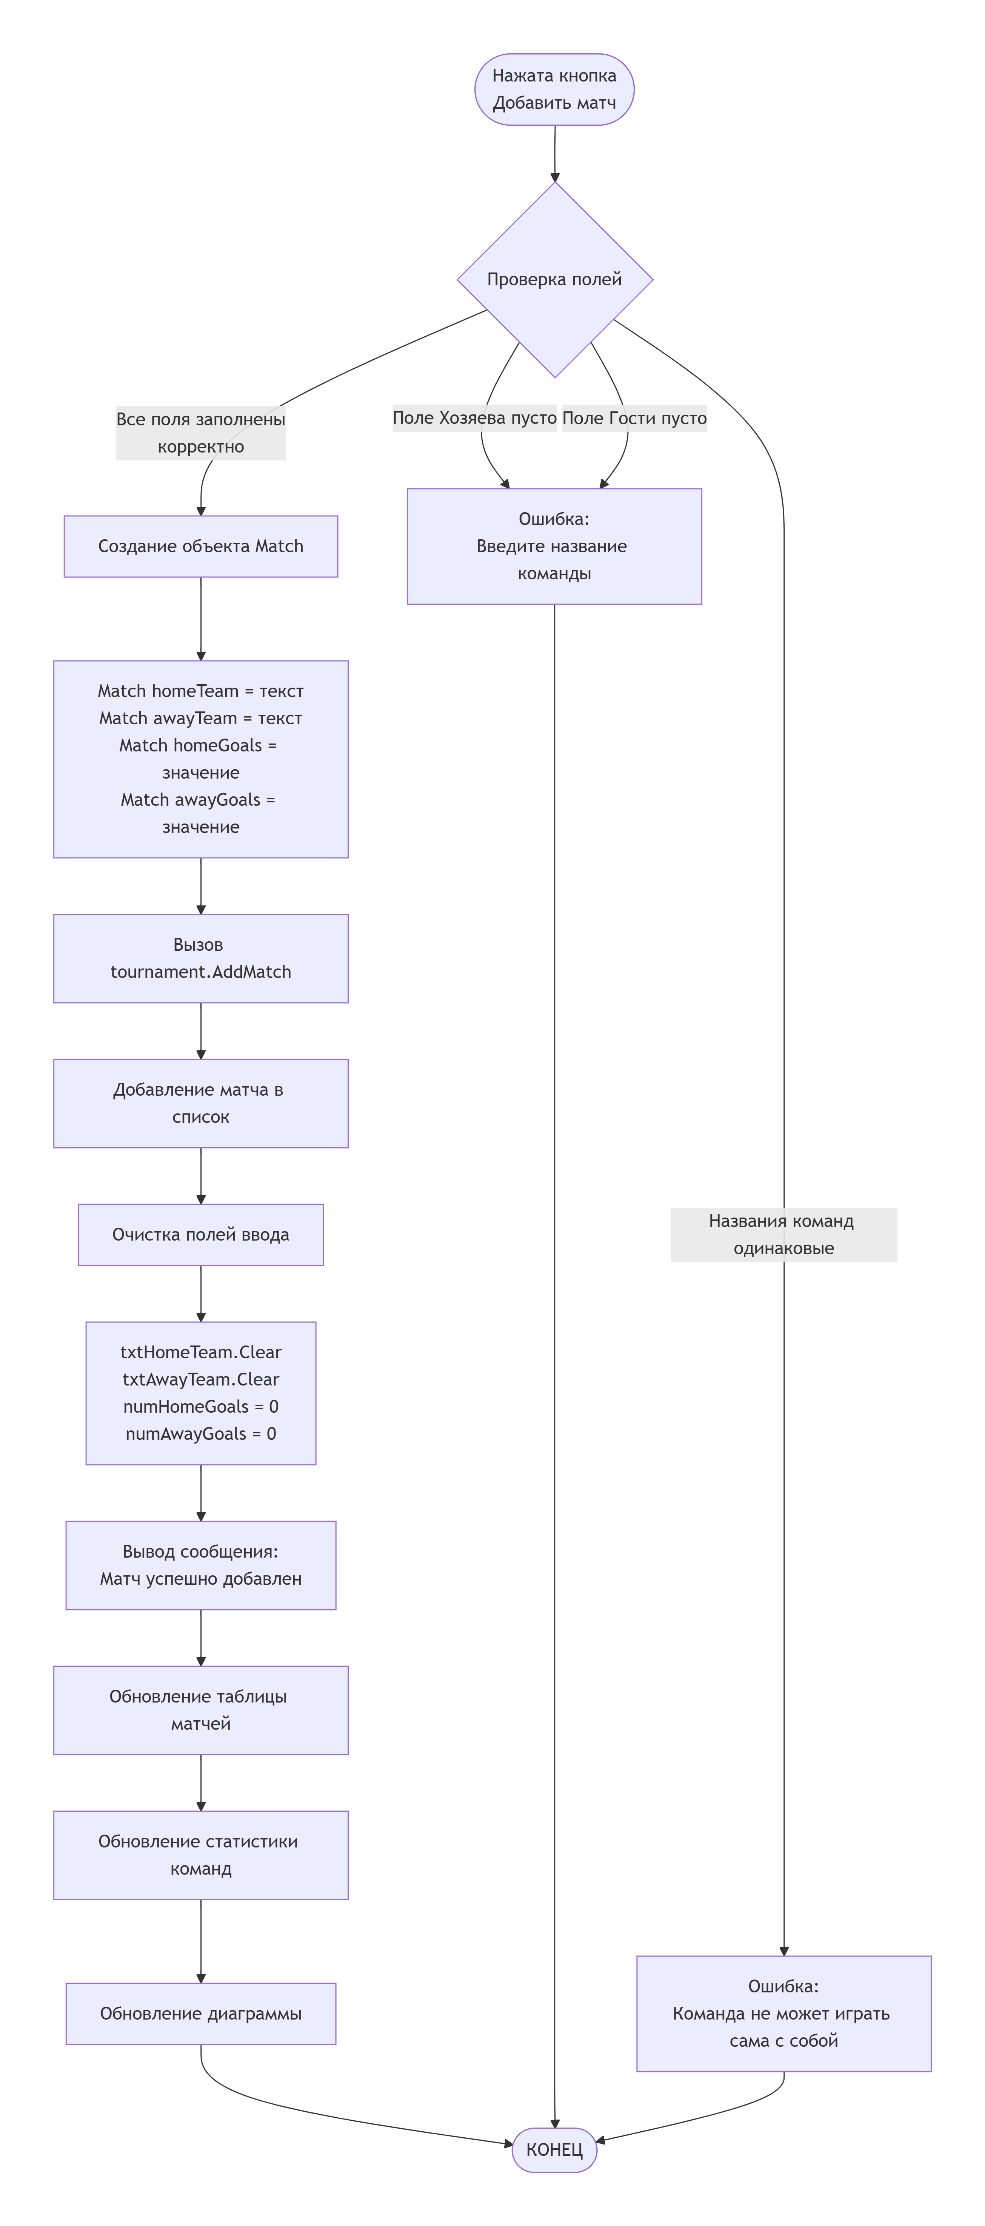 Нажата кнопка
Добавить матч
Проверка полей
Все поля заполнены
корректно
Поле Хозяева пусто
Поле Гости пусто
Ошибка:
Введите название
команды
Создание объекта Match
Match homeTeam = текст
Match awayTeam = текст
Match homeGoals =
значение
Match awayGoals =
значение
Вызов
tournament.AddMatch
Добавление матча в
список
Очистка полей ввода
Названия команд
одинаковые
txtHomeTeam.Clear
txtAwayTeam.Clear
numHomeGoals = 0
numAwayGoals = 0
Вывод сообщения:
Матч успешно добавлен
Обновление таблицы
матчей
Обновление статистики
команд
Обновление диаграммы
Ошибка:
Команда не может играть
сама с собой
КОНЕЦ